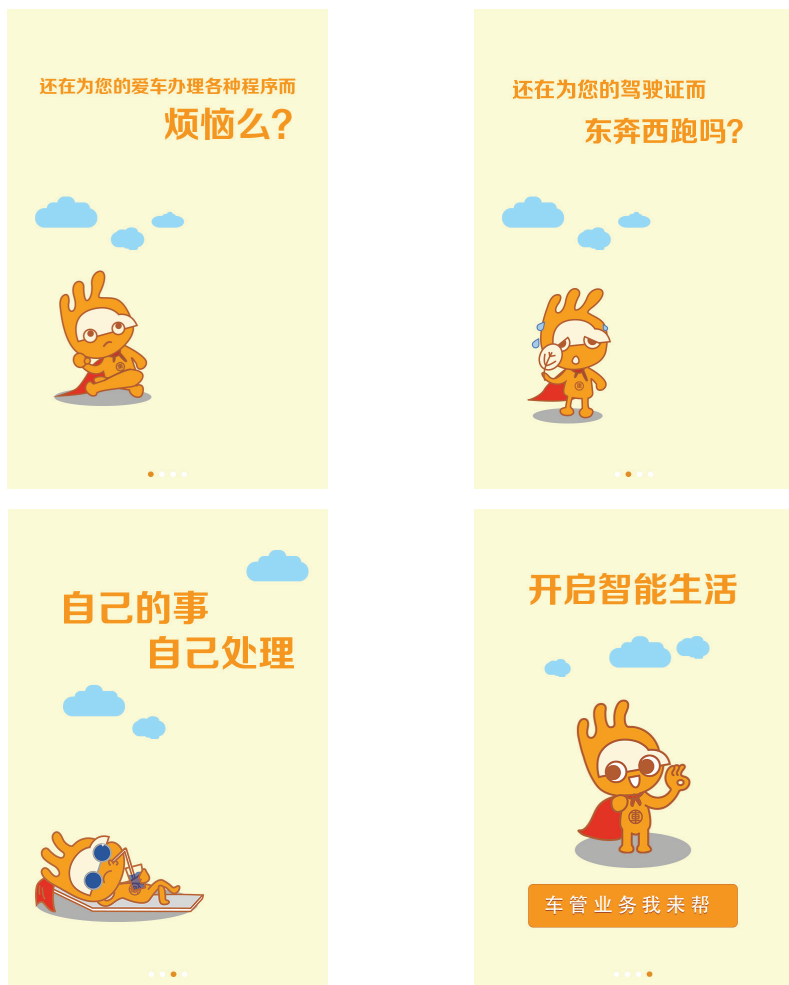 还在为您的爱车办理各种程序而
烦恼么?
还在为您的驾驶证而
东奔西跑吗?
自己的事
自己处理
开启智能生活
车管业务我来帮